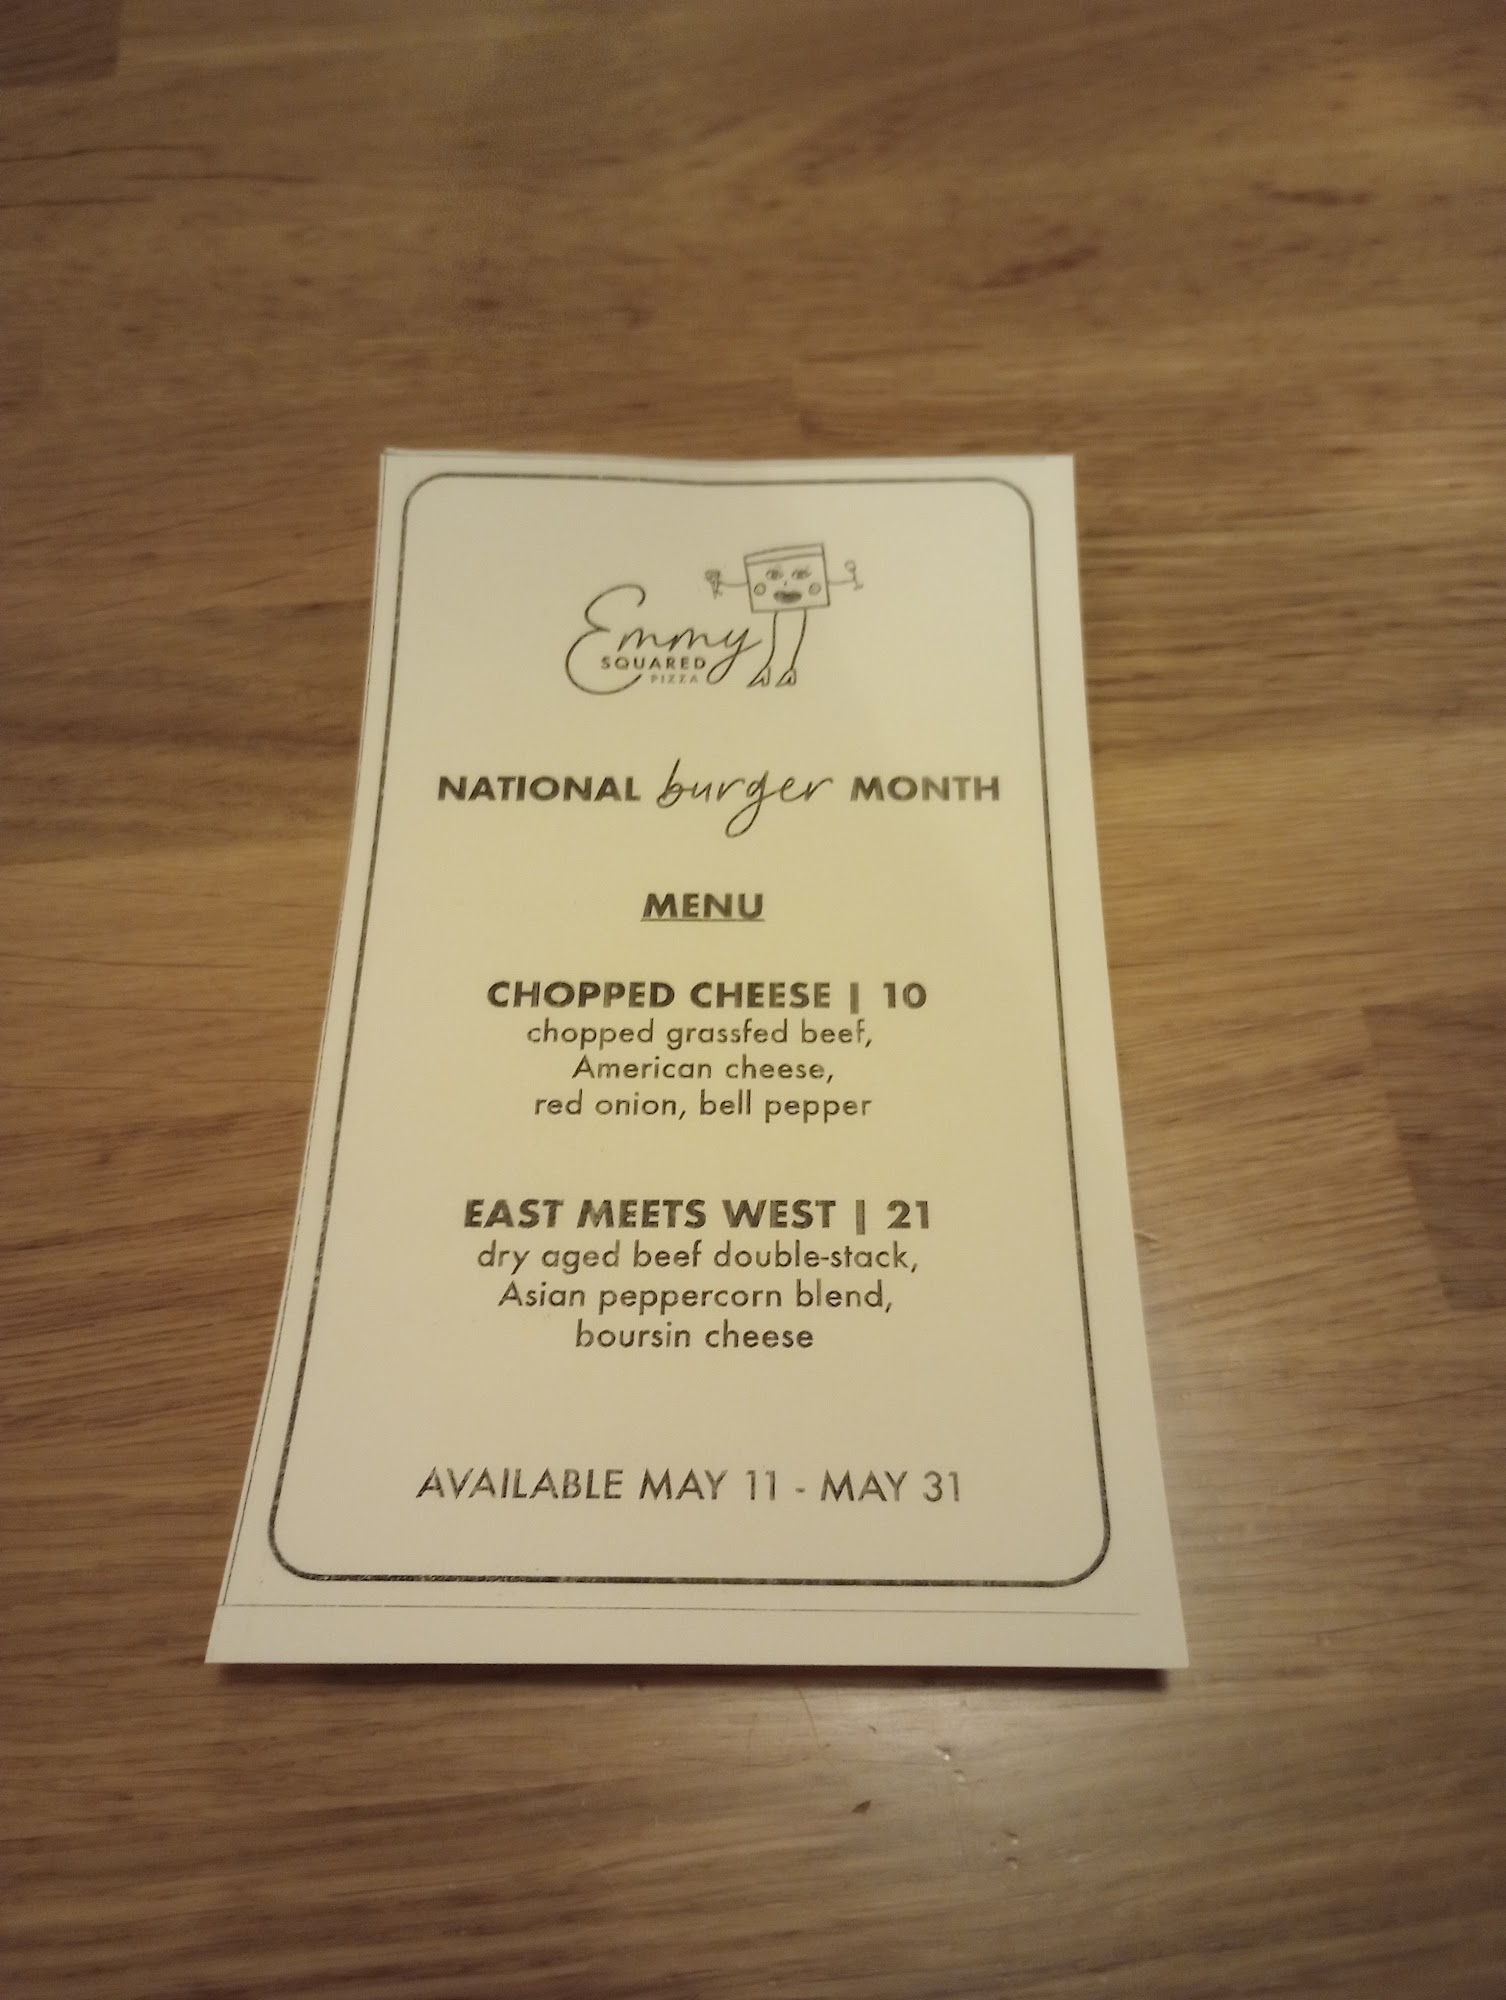 Emmy
SQUARED
PIZZA
NATIONAL burger MONTH
MENU
CHOPPED CHEESE | 10
chopped grassfed beef,
American cheese,
red onion, bell pepper
EAST MEETS WEST | 21
dry aged beef double-stack,
Asian peppercorn blend,
boursin cheese
AVAILABLE MAY 11 - MAY 31